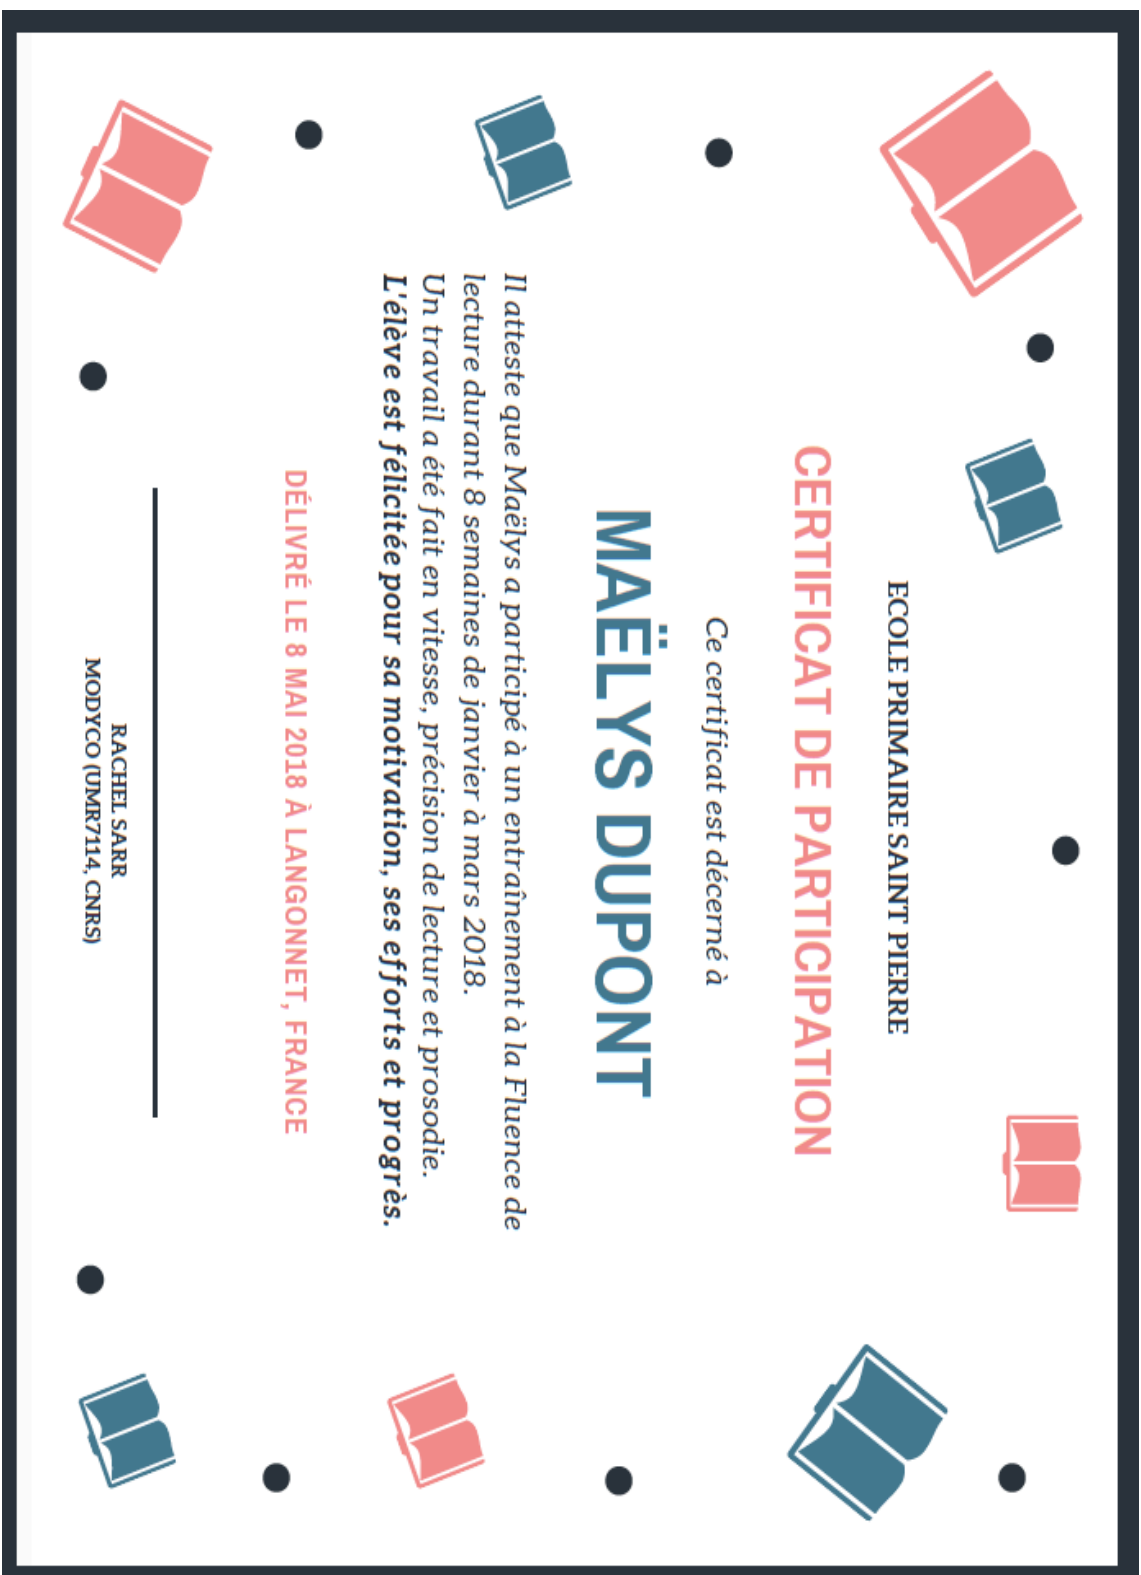 ECOLE PRIMAIRE SAINT PIERRE
CERTIFICAT DE PARTICIPATION
Ce certificat est décerné à
MAËLYS DUPONT
Il atteste que Maëlys a participé à un entraînement à la Fluence de
lecture durant 8 semaines de janvier à mars 2018.
Un travail a été fait en vitesse, précision de lecture et prosodie.
L'élève est félicitée pour sa motivation, ses efforts et progrès.
DÉLIVRÉ LE 8 MAI 2018 À LANGONNET, FRANCE
RACHEL SARR
MODYCO (UMR7114, CNRS)